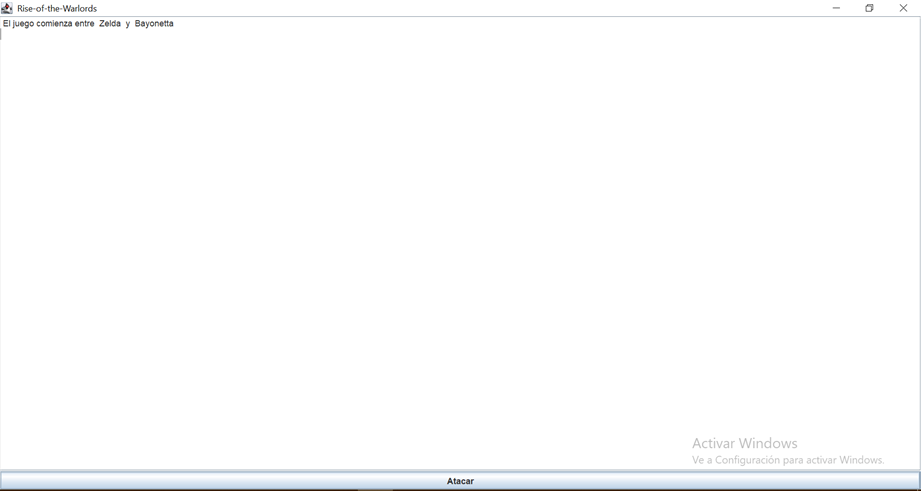 Rise-of-the-Warlords
El juego comienza entre  Zelda  y  Bayonetta
Activar Windows
Ve a Configuración para activar Windows.
Atacar